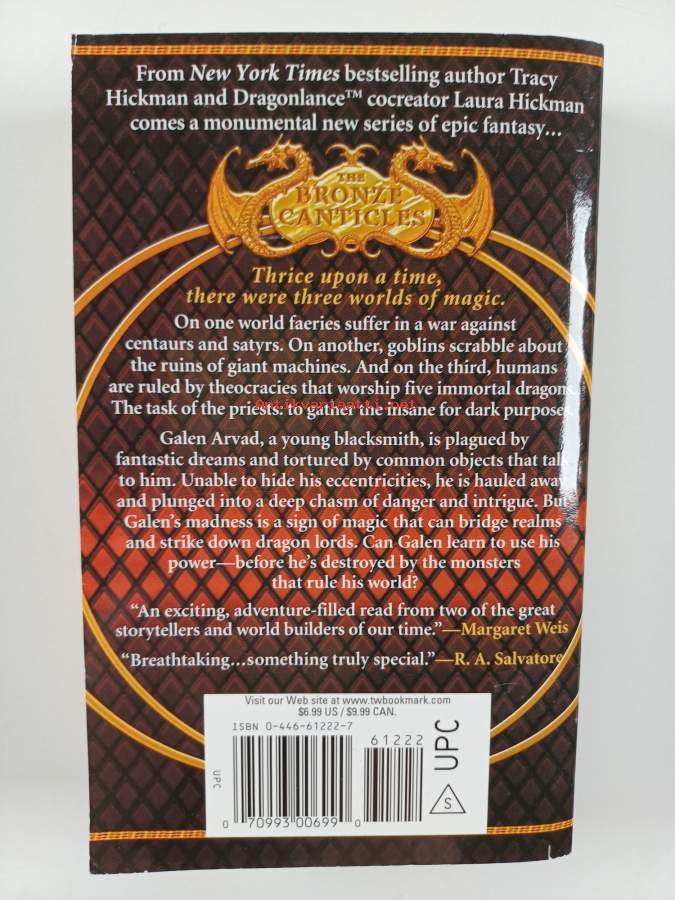 From New York Times bestselling author Tracy
Hickman and Dragonlance™ cocreator Laura Hickman
comes a monumental new series of epic fantasy...
THE
BRONZE
CANTICLES
Thrice upon a time,
there were three worlds of magic.
On one world faeries suffer in a war against
centaurs and satyrs. On another, goblins scrabble about
the ruins of giant machines. And on the third, humans
are ruled by theocracies that worship five immortal dragons.
Antikvariaatti.net
The task of the priests: to gather the insane for dark purposes.
Galen Arvad, a young blacksmith, is plagued by
fantastic dreams and tortured by common objects that talk
to him. Unable to hide his eccentricities, he is hauled away
and plunged into a deep chasm of danger and intrigue. But
Galen's madness is a sign of magic that can bridge realms
and strike down dragon lords. Can Galen learn to use his
power—before he's destroyed by the monsters
that rule his world?
"An exciting, adventure-filled read from two of the great
storytellers and world builders of our time."—Margaret Weis
"Breathtaking...something truly special."—R. A. Salvatore
Visit our Web site at www.twbookmark.com
$6.99 US / $9.99 CAN.
ISBN 0-446-61222-7
61222
UPC
S
UPC
0 70993 00699 0